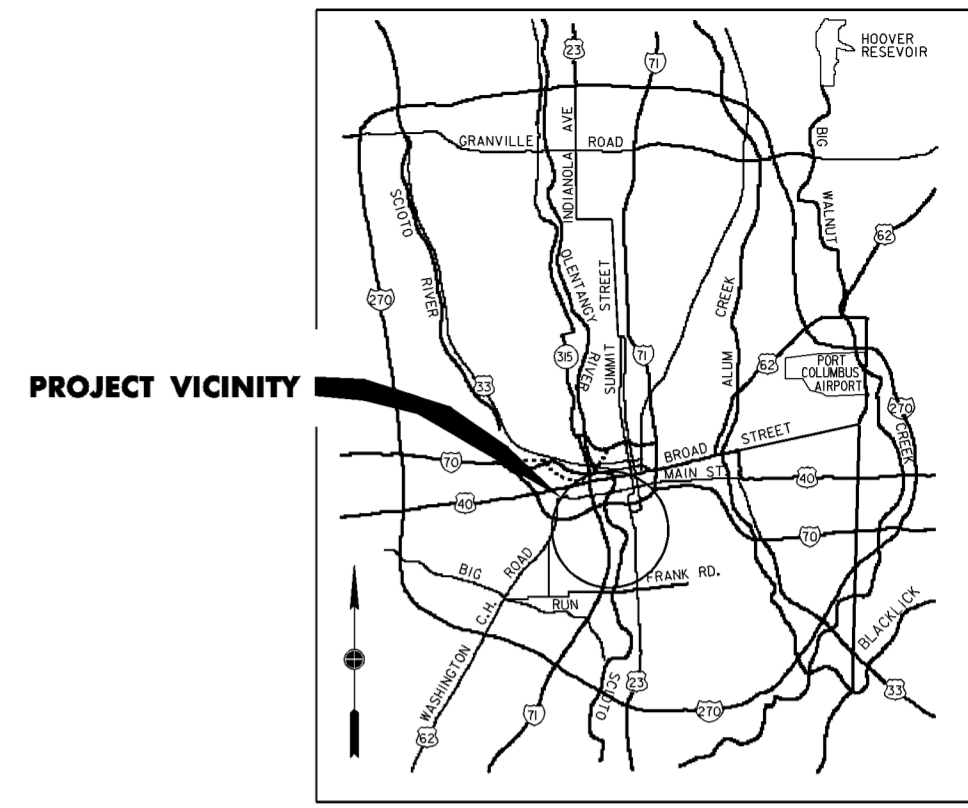 HOOVER
RESEVOIR
23
71
INDIANOLA AVE
GRANVILLE ROAD
BIG
WALNUT
62
SCIOTO
RIVER
OLENTANGY
RIVER
STREET
SUMMIT
CREEK
ALUM
270
315
71
62
PORT
COLUMBUS
AIRPORT
PROJECT VICINITY
33
270
CREEK
BROAD STREET
70
MAIN ST.
40
40
70
BIG
RUN
FRANK RD.
WASHINGTON C.H. ROAD
BLACKLICK
SCIOTO
23
33
71
270
62